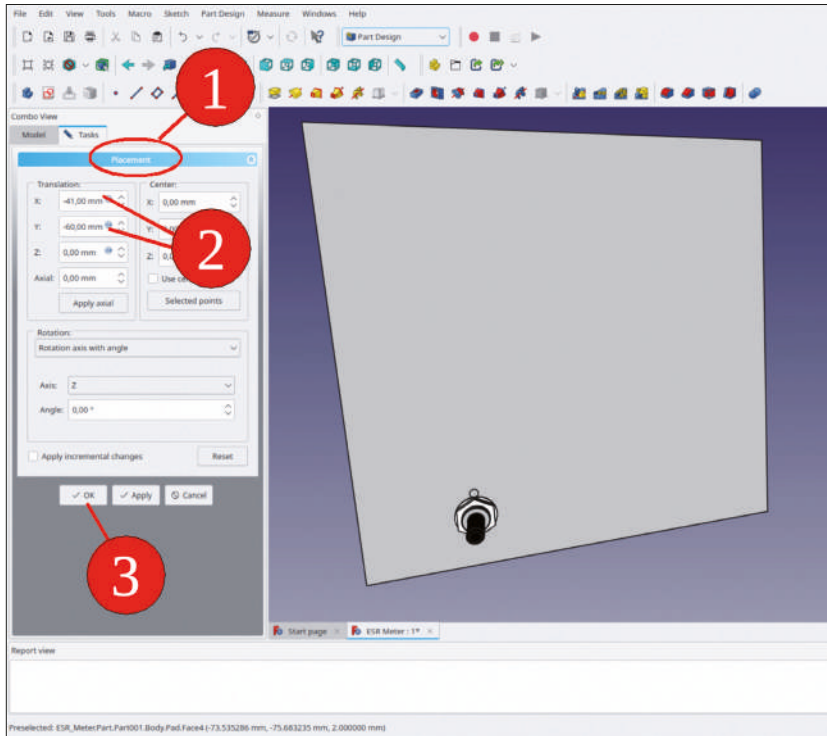 File Edit View Tools Macro Sketch Part Design Measure Windows Help
Part Design
1
Combo View
Model Tasks
Placement
Translation: Center:
X: -41,00 mm X: 0,00 mm
Y: -60,00 mm Y:
2
Z: 0,00 mm Z:
Axial: 0,00 mm Use
Apply axial Selected points
Rotation:
Rotation axis with angle
Axis: Z
Angle: 0,00 °
Apply incremental changes Reset
OK Apply Cancel
3
Start page ESR Meter : 1*
Report view
Preselected: ESR_Meter.Part.Part001.Body.Pad.Face4 (-73.535286 mm, -75.683235 mm, 2.000000 mm)